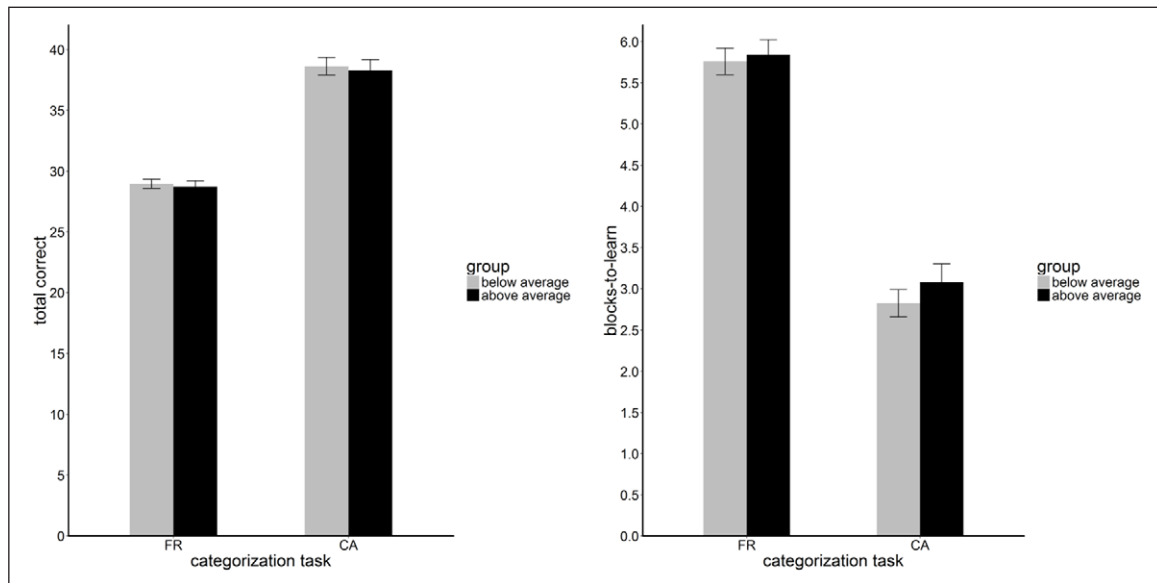 total correct
40
35
30
25
20
15
10
5
0
FR
CA
categorization task
group
below average
above average
blocks-to-learn
6.0
5.5
5.0
4.5
4.0
3.5
3.0
2.5
2.0
1.5
1.0
0.5
0.0
FR
CA
categorization task
group
below average
above average